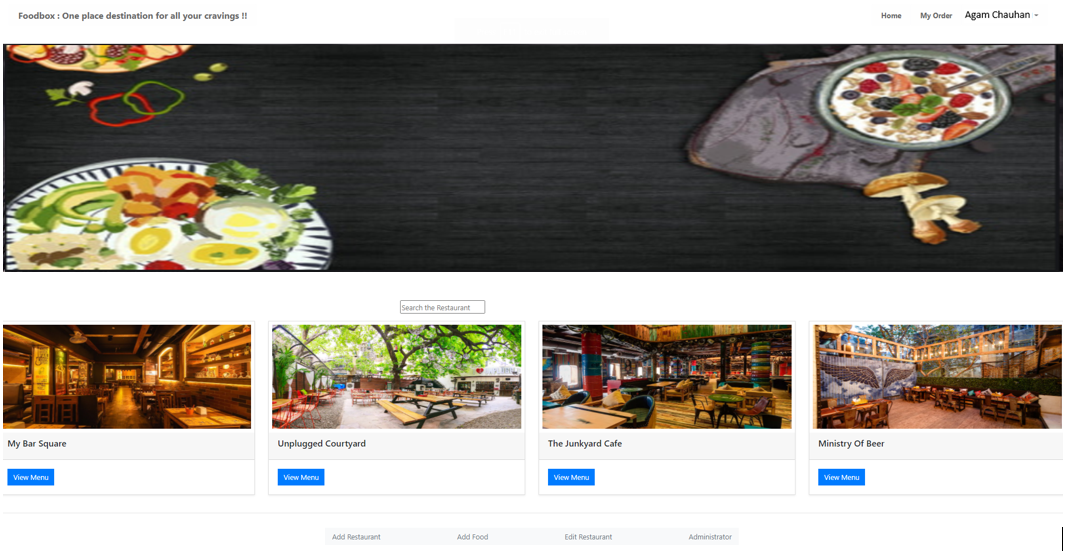 Foodbox : One place destination for all your cravings !!
Home My Order Agam Chauhan
Search the Restaurant
My Bar Square Unplugged Courtyard The Junkyard Cafe Ministry Of Beer
View Menu View Menu View Menu View Menu
Add Restaurant Add Food Edit Restaurant Administrator